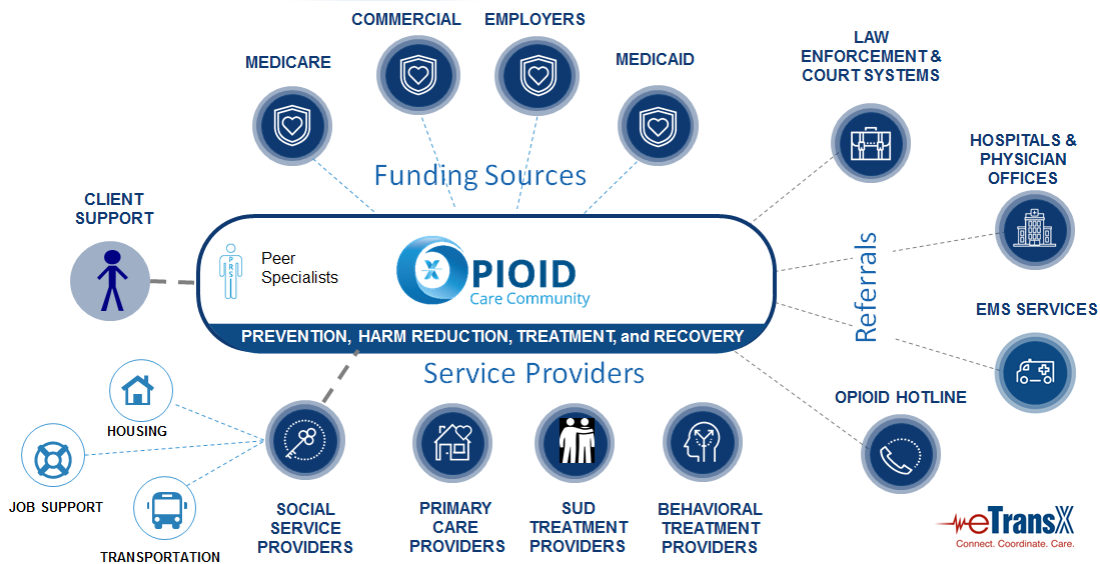 COMMERCIAL
EMPLOYERS
MEDICARE
MEDICAID
LAW
ENFORCEMENT &
COURT SYSTEMS
HOSPITALS &
PHYSICIAN
OFFICES
Funding Sources
CLIENT
SUPPORT
PRS
Peer
Specialists
X
PIOID
Care Community
Referrals
PREVENTION, HARM REDUCTION, TREATMENT, and RECOVERY
EMS SERVICES
Service Providers
OPIOID HOTLINE
HOUSING
JOB SUPPORT
TRANSPORTATION
SOCIAL
SERVICE
PROVIDERS
PRIMARY
CARE
PROVIDERS
SUD
TREATMENT
PROVIDERS
BEHAVIORAL
TREATMENT
PROVIDERS
eTransX
Connect. Coordinate. Care.